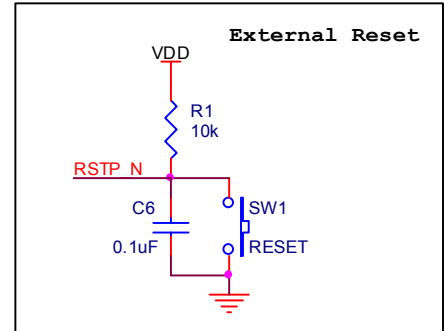 External Reset
VDD
R1
10k
RSTP_N
C6
SW1
0.1uF
RESET